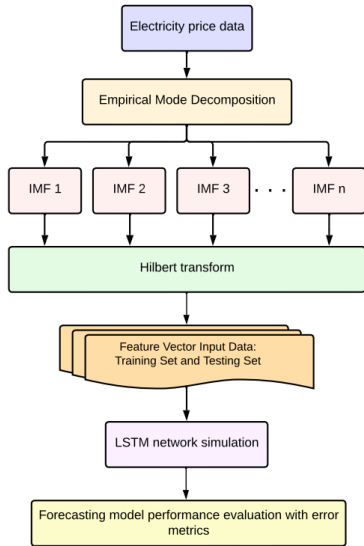 Electricity price data
Empirical Mode Decomposition
IMF 1
IMF 2
IMF 3
. . .
IMF n
Hilbert transform
Feature Vector Input Data:
Training Set and Testing Set
LSTM network simulation
Forecasting model performance evaluation with error
metrics